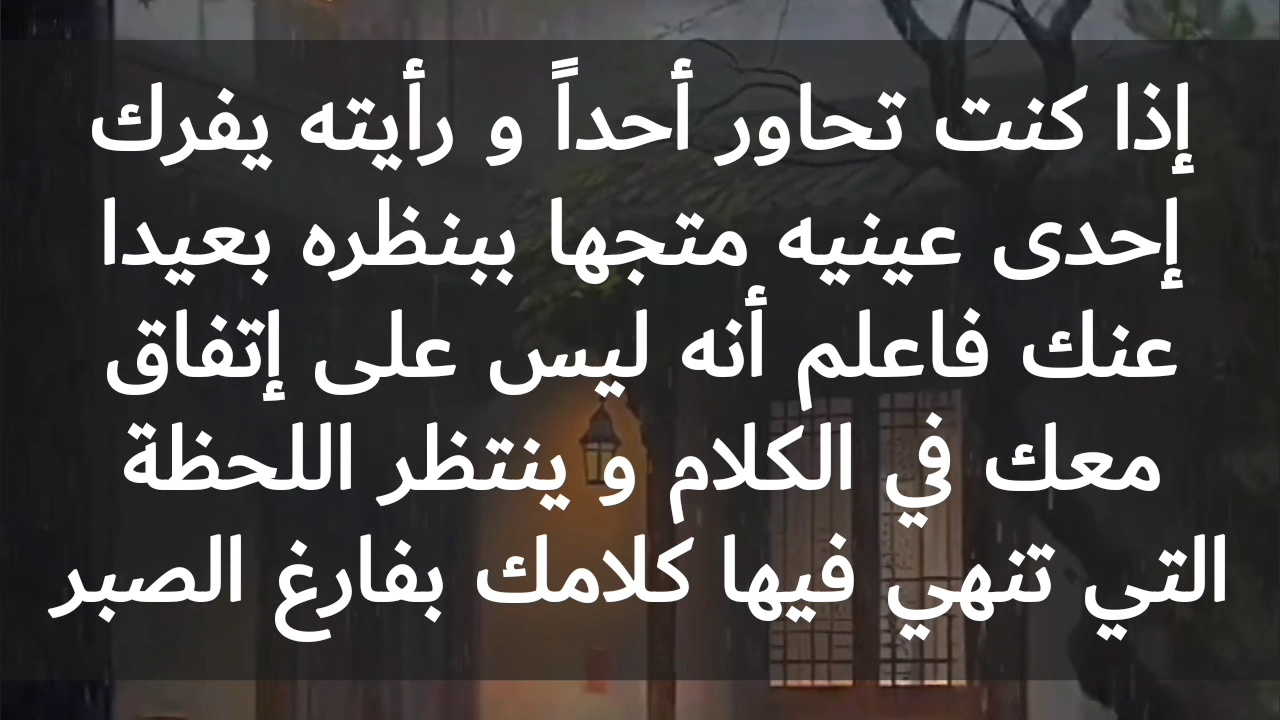 إذا كنت تحاور أحداً و رأيته يفرك
إحدى عينيه متجها ببنظره بعيدا
عنك فاعلم أنه ليس على إتفاق
معك في الكلام و ينتظر اللحظة
التي تنهي فيها كلامك بفارغ الصبر